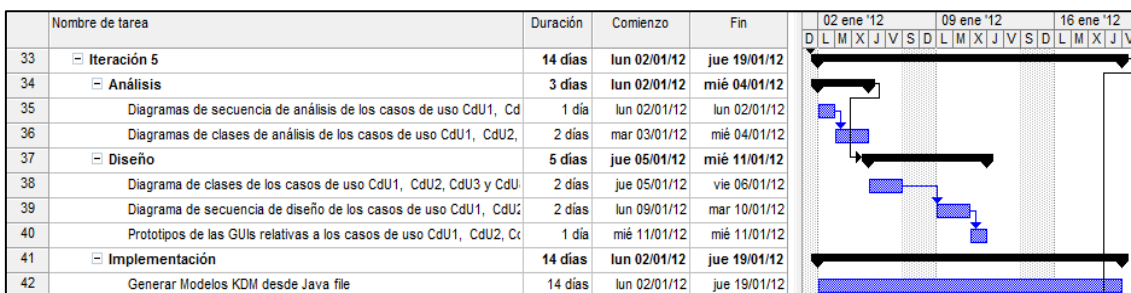 Nombre de tarea Duración Comienzo Fin 02 ene '12 09 ene '12 16 ene '12
D L M X J V S D L M X J V S D L M X J V
33 Iteración 5 14 días lun 02/01/12 jue 19/01/12
34 Análisis 3 días lun 02/01/12 mié 04/01/12
35 Diagramas de secuencia de análisis de los casos de uso CdU1, Cd 1 día lun 02/01/12 lun 02/01/12
36 Diagramas de clases de análisis de los casos de uso CdU1, CdU2, 2 días mar 03/01/12 mié 04/01/12
37 Diseño 5 días jue 05/01/12 mié 11/01/12
38 Diagrama de clases de los casos de uso CdU1, CdU2, CdU3 y CdU 2 días jue 05/01/12 vie 06/01/12
39 Diagrama de secuencia de diseño de los casos de uso CdU1, CdU2 2 días lun 09/01/12 mar 10/01/12
40 Prototipos de las GUIs relativas a los casos de uso CdU1, CdU2, Cd 1 día mié 11/01/12 mié 11/01/12
41 Implementación 14 días lun 02/01/12 jue 19/01/12
42 Generar Modelos KDM desde Java file 14 días lun 02/01/12 jue 19/01/12